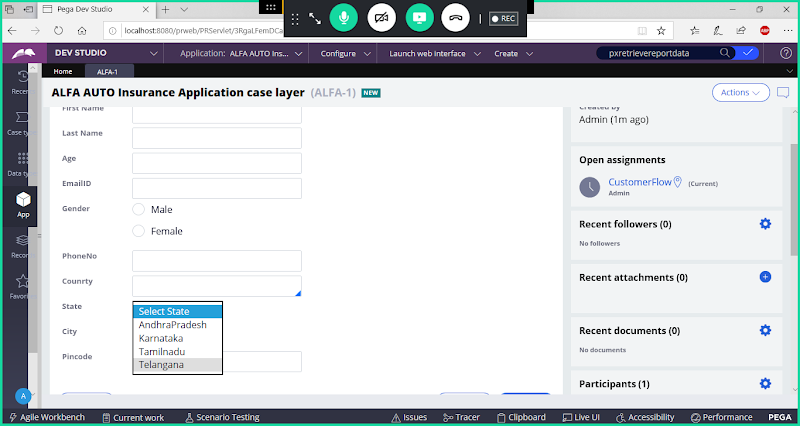 Pega Dev Studio
localhost:8080/prweb/PRServlet/3RgaLFemDCa
REC
ABP
DEV STUDIO
Application: ALFA AUTO Ins...
Configure
Launch web interface
Create
pxretrievereportdata
Home
ALFA-1
ALFA AUTO Insurance Application case layer (ALFA-1) NEW
Actions
Recen
Case ty
Data ty
App
Recor
Favori
A
First Name
Last Name
Age
EmailID
Gender
Male
Female
PhoneNo
Counrty
State
Select State
AndhraPradesh
Karnataka
Tamilnadu
Telangana
City
Pincode
Created by
Admin (1m ago)
Open assignments
CustomerFlow (Current)
Admin
Recent followers (0)
No followers
Recent attachments (0)
Recent documents (0)
No documents
Participants (1)
Agile Workbench
Current work
Scenario Testing
Issues
Tracer
Clipboard
Live UI
Accessibility
Performance
PEGA